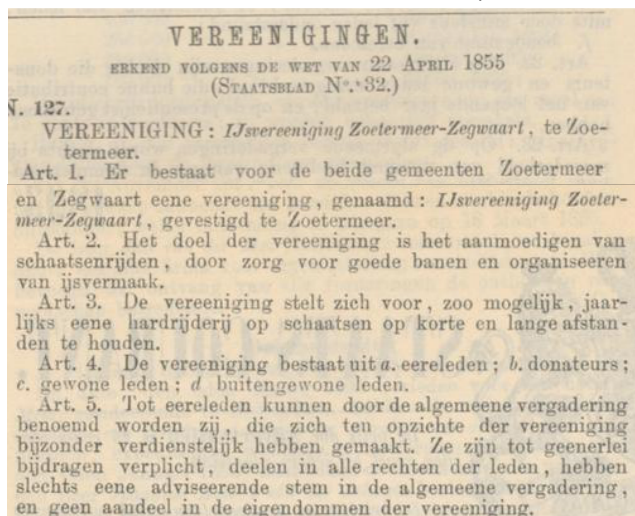 VEREENIGINGEN.
ERKEND VOLGENS DE WET VAN 22 APRIL 1855
(STAATSBLAD N°. 32.)
N. 127.
VEREENIGING: IJsvereeniging Zoetermeer-Zegwaart, te Zoe-
termeer.
Art. 1. Er bestaat voor de beide gemeenten Zoetermeer
en Zegwaart eene vereeniging, genaamd: IJsvereeniging Zoeter-
meer-Zegwaart, gevestigd te Zoetermeer.
Art. 2. Het doel der vereeniging is het aanmoedigen van
schaatsenrijden, door zorg voor goede banen en organiseeren
van ijsvermaak.
Art. 3. De vereeniging stelt zich voor, zoo mogelijk, jaar-
lijks eene hardrijderij op schaatsen op korte en lange afstan-
den te houden.
Art. 4. De vereeniging bestaat uit a. eereleden; b. donateurs;
c. gewone leden; d buitengewone leden.
Art. 5. Tot eereleden kunnen door de algemeene vergadering
benoemd worden zij, die zich ten opzichte der vereeniging
bijzonder verdienstelijk hebben gemaakt. Ze zijn tot geenerlei
bijdragen verplicht, deelen in alle rechten der leden, hebben
slechts eene adviseerende stem in de algemeene vergadering,
en geen aandeel in de eigendommen der vereeniging.